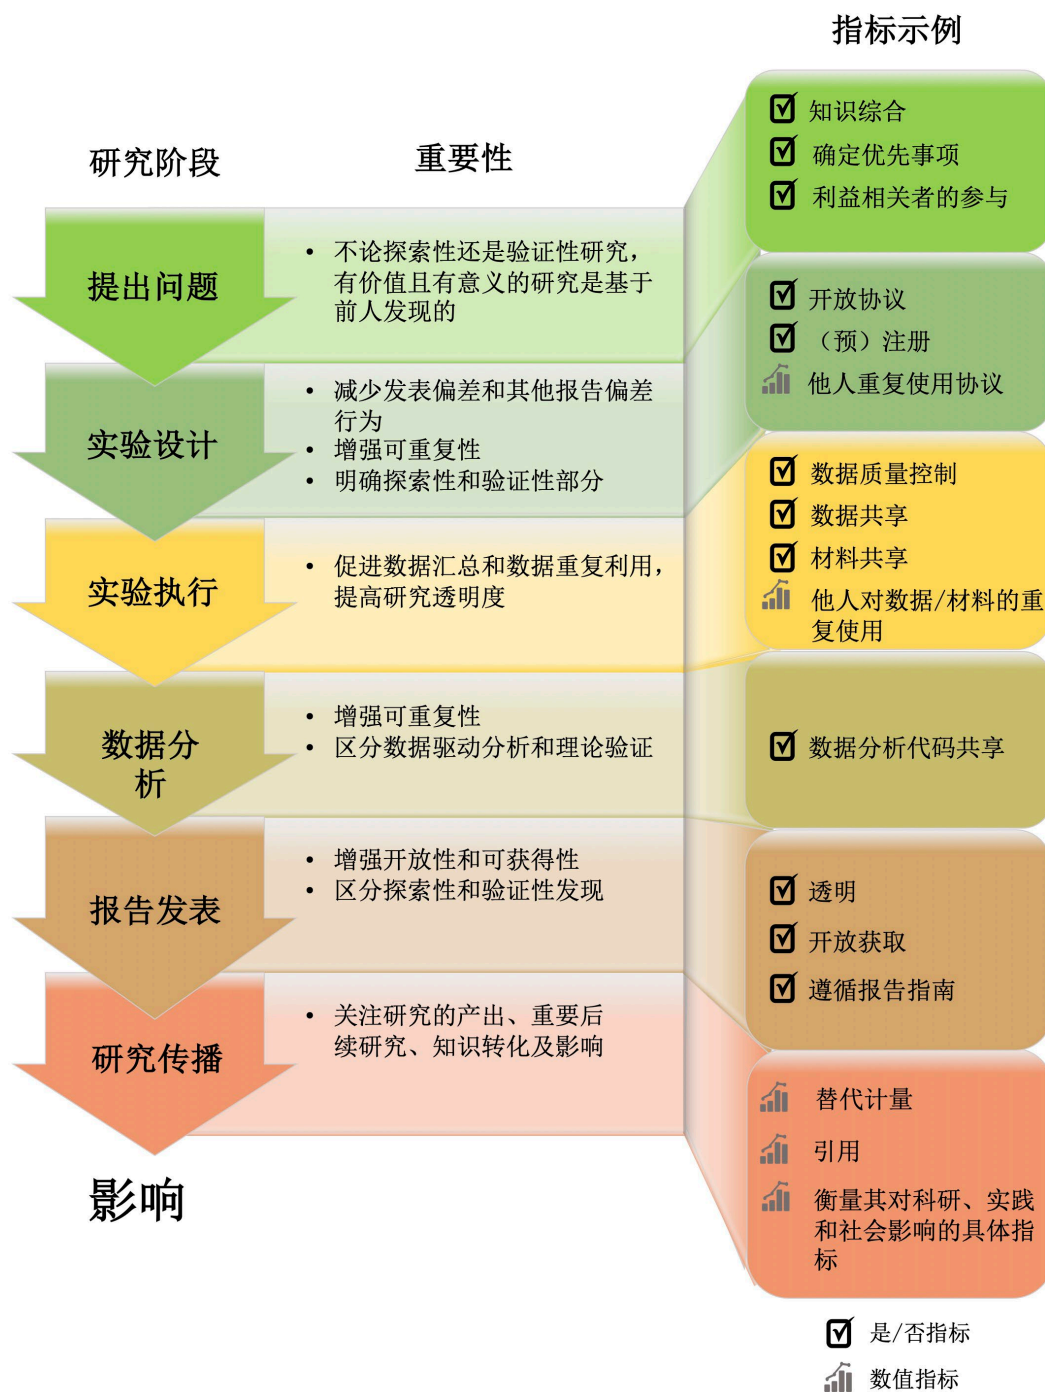 指标示例
研究阶段
重要性
提出问题
不论探索性还是验证性研究，
有价值且有意义的研究是基于
前人发现的
知识综合
确定优先事项
利益相关者的参与
实验设计
减少发表偏差和其他报告偏差
行为
增强可重复性
明确探索性和验证性部分
开放协议
（预）注册
他人重复使用协议
实验执行
促进数据汇总和数据重复利用，
提高研究透明度
数据质量控制
数据共享
材料共享
他人对数据/材料的重
复使用
数据分
析
增强可重复性
区分数据驱动分析和理论验证
数据分析代码共享
报告发表
增强开放性和可获得性
区分探索性和验证性发现
透明
开放获取
遵循报告指南
研究传播
关注研究的产出、重要后
续研究、知识转化及影响
替代计量
引用
衡量其对科研、实践
和社会影响的具体指
标
影响
是/否指标
数值指标